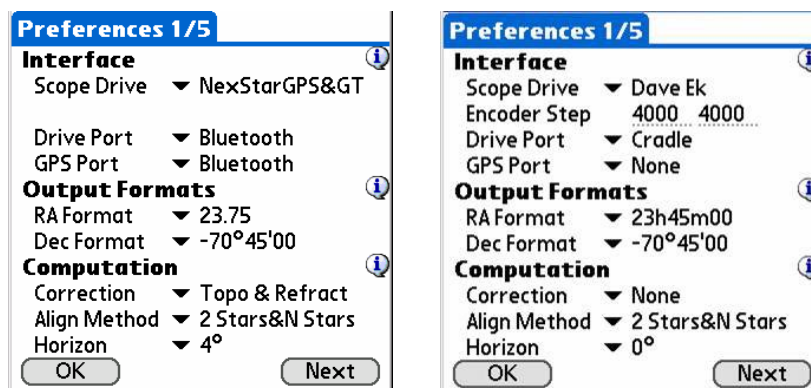 Preferences 1/5
Interface
Scope Drive NexStarGPS&GT
Drive Port Bluetooth
GPS Port Bluetooth
Output Formats
RA Format 23.75
Dec Format -70°45'00
Computation
Correction Topo & Refract
Align Method 2 Stars&N Stars
Horizon 4°
OK Next
Preferences 1/5
Interface
Scope Drive Dave Ek
Encoder Step 4000 4000
Drive Port Cradle
GPS Port None
Output Formats
RA Format 23h45m00
Dec Format -70°45'00
Computation
Correction None
Align Method 2 Stars&N Stars
Horizon 0°
OK Next